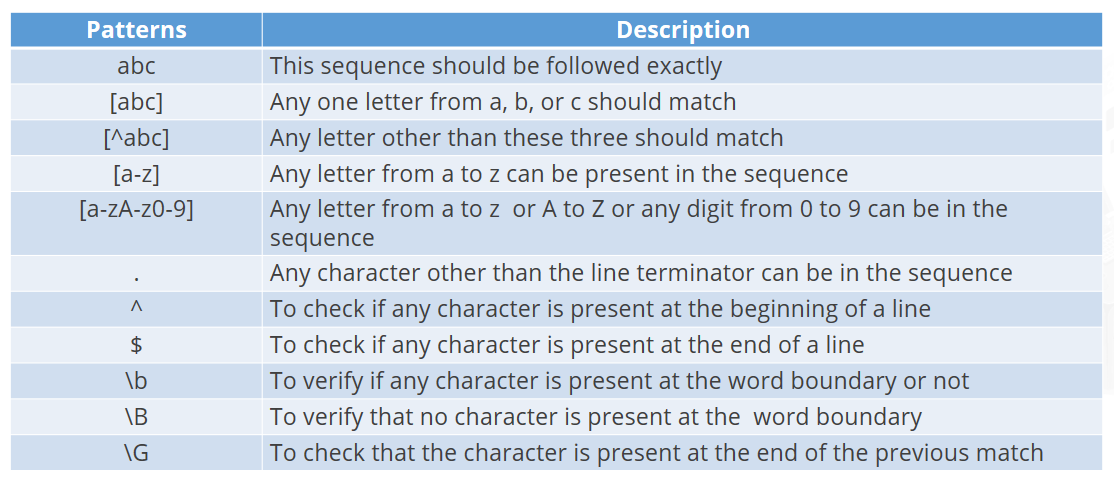 Patterns Description
abc This sequence should be followed exactly
[abc] Any one letter from a, b, or c should match
[^abc] Any letter other than these three should match
[a-z] Any letter from a to z can be present in the sequence
[a-zA-z0-9] Any letter from a to z  or A to Z or any digit from 0 to 9 can be in the
sequence
. Any character other than the line terminator can be in the sequence
^ To check if any character is present at the beginning of a line
$ To check if any character is present at the end of a line
\b To verify if any character is present at the word boundary or not
\B To verify that no character is present at the  word boundary
\G To check that the character is present at the end of the previous match